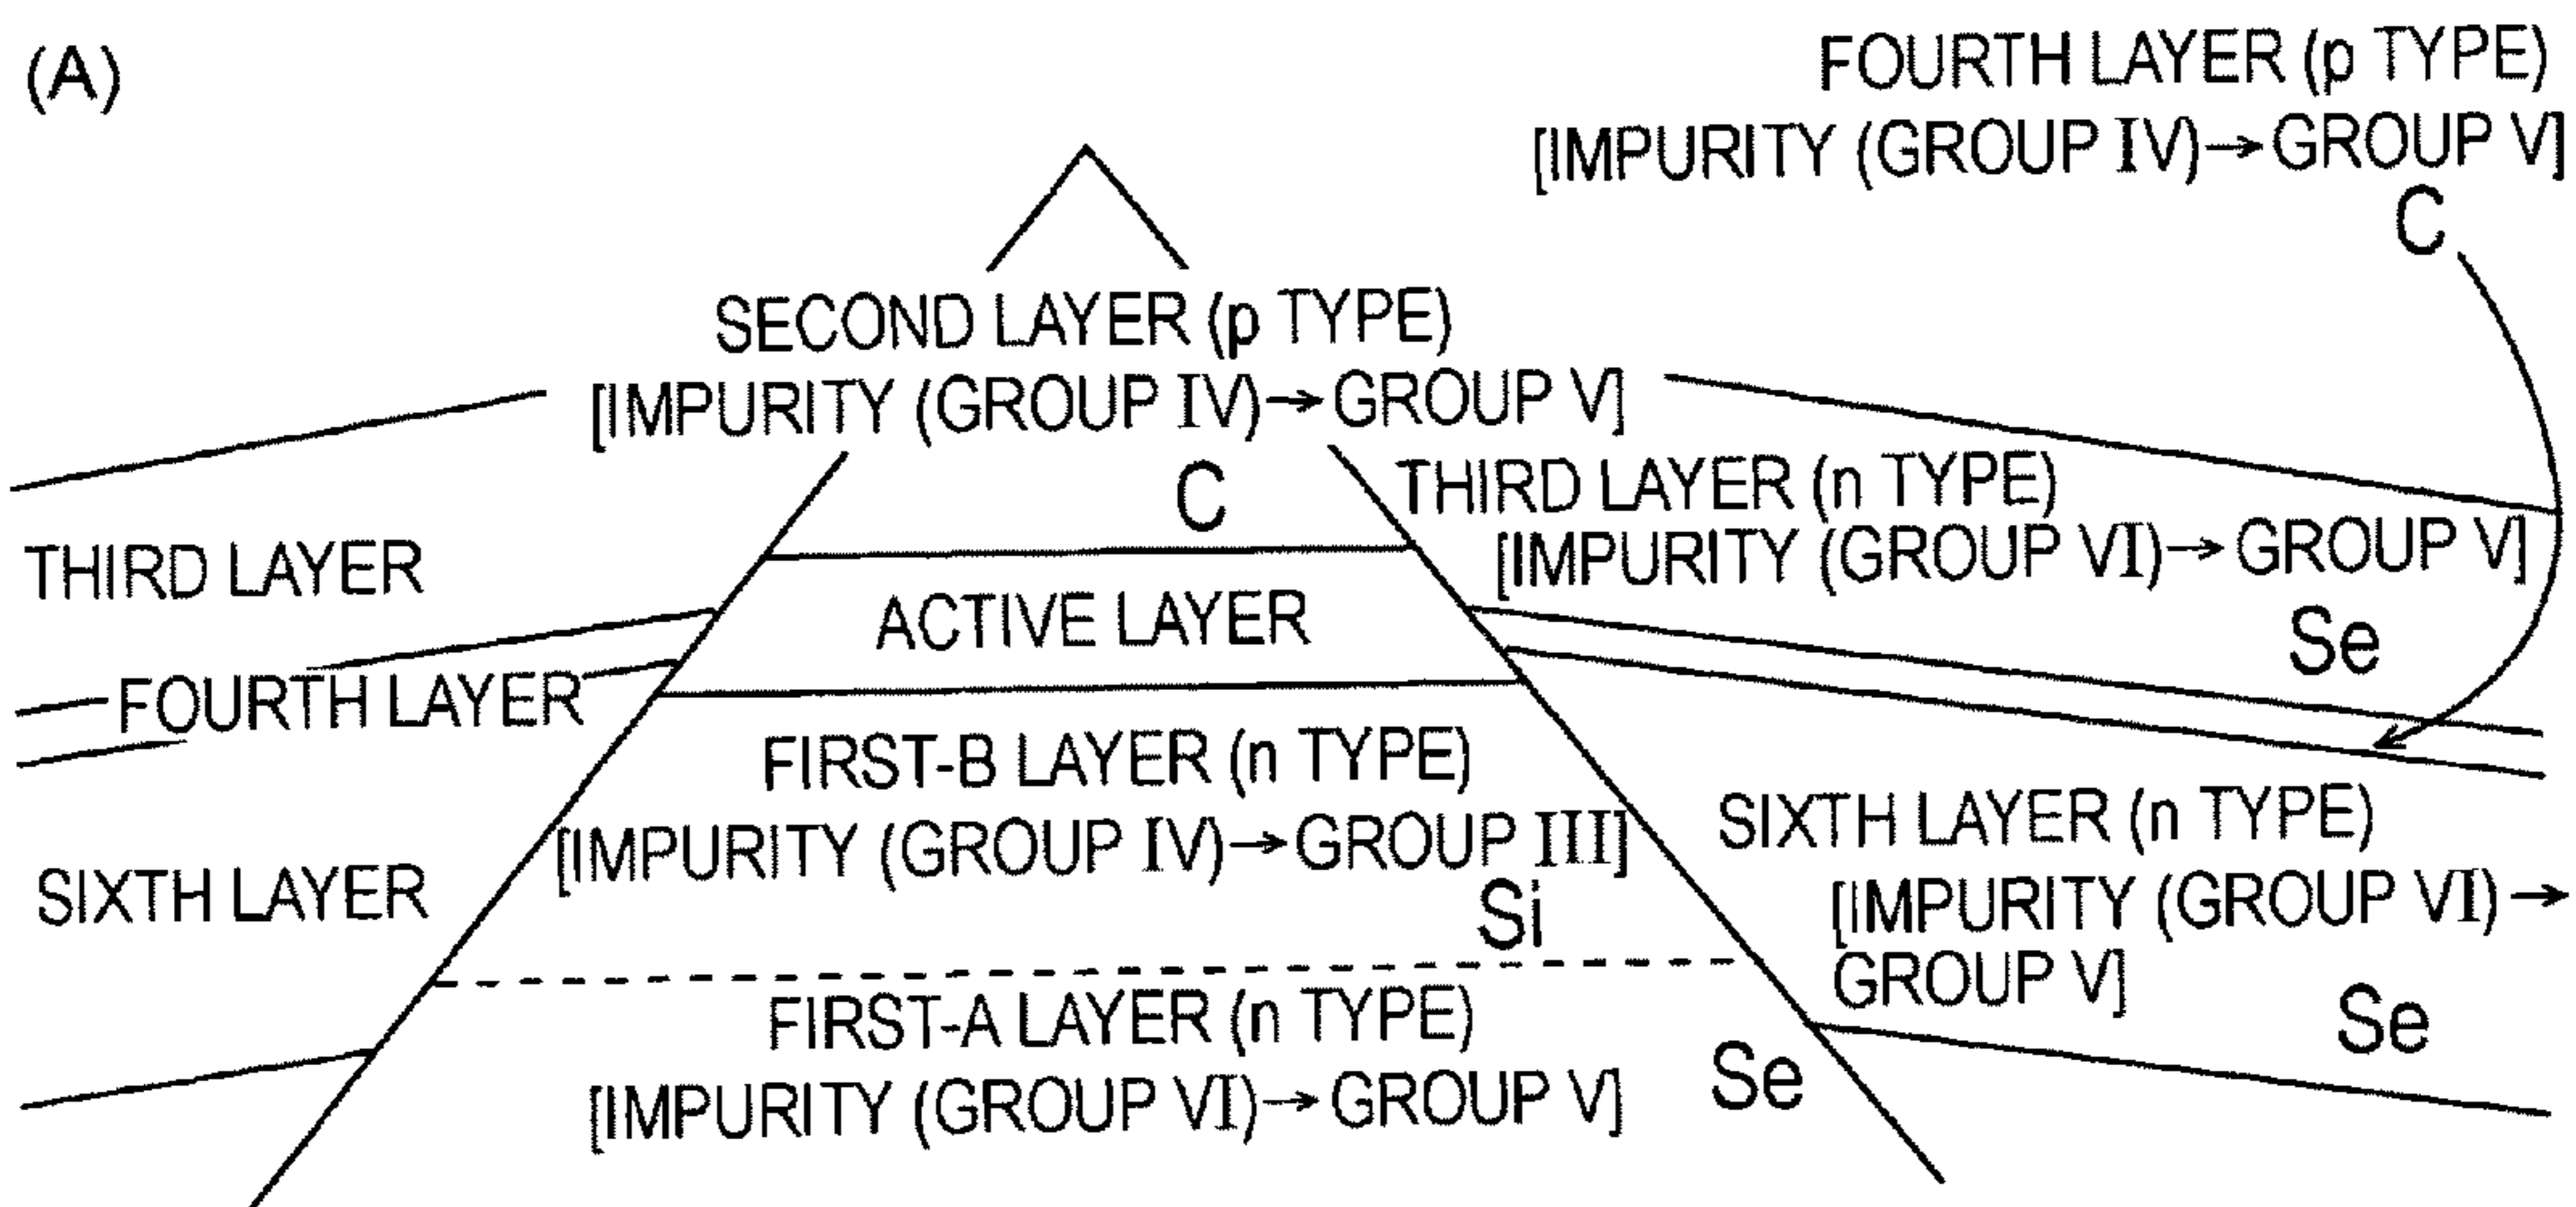 (A)
FOURTH LAYER (p TYPE)
[IMPURITY (GROUP IV)→GROUP V]
C
SECOND LAYER (p TYPE)
[IMPURITY (GROUP IV)→GROUP V]
C
THIRD LAYER (n TYPE)
[IMPURITY (GROUP VI)→GROUP V]
Se
THIRD LAYER
ACTIVE LAYER
FOURTH LAYER
FIRST-B LAYER (n TYPE)
[IMPURITY (GROUP IV)→GROUP III]
Si
SIXTH LAYER (n TYPE)
[IMPURITY (GROUP VI)→
GROUP V]
Se
SIXTH LAYER
FIRST-A LAYER (n TYPE)
[IMPURITY (GROUP VI)→GROUP V]
Se